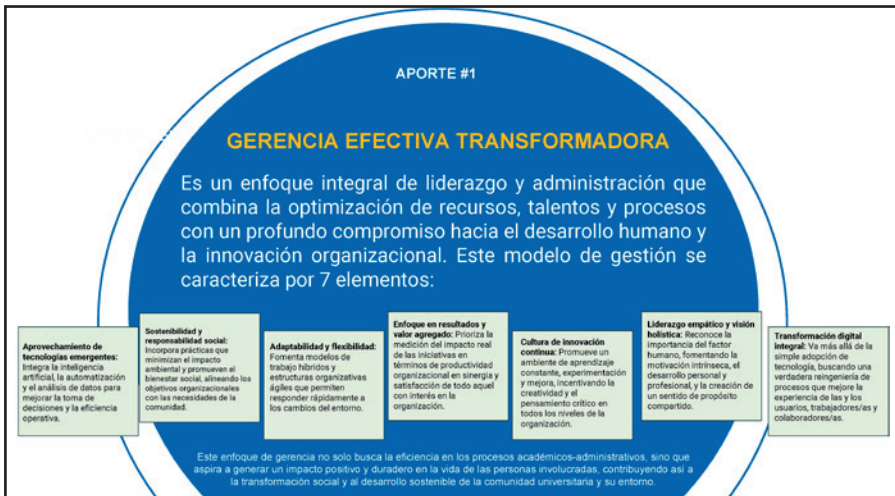 APORTE #1
GERENCIA EFECTIVA TRANSFORMADORA
Es un enfoque integral de liderazgo y administración que
combina la optimización de recursos, talentos y procesos
con un profundo compromiso hacia el desarrollo humano y
la innovación organizacional. Este modelo de gestión se
caracteriza por 7 elementos:
Aprovechamiento de
tecnologías emergentes:
Integra la inteligencia
artificial, la automatización
y el análisis de datos para
mejorar la toma de
decisiones y la eficiencia
operativa.
Sostenibilidad y
responsabilidad social:
Incorpora prácticas que
minimizan el impacto
ambiental y promueven el
bienestar social, alineando los
objetivos organizacionales
con las necesidades de la
comunidad.
Adaptabilidad y flexibilidad:
Fomenta modelos de
trabajo híbridos y
estructuras organizativas
ágiles que permiten
responder rápidamente a
los cambios del entorno.
Enfoque en resultados y
valor agregado: Prioriza la
medición del impacto real
de las iniciativas en
términos de productividad
organizacional en sinergia y
satisfacción de todo aquel
con interés en la
organización.
Cultura de innovación
continua: Promueve un
ambiente de aprendizaje
constante, experimentación
y mejora, incentivando la
creatividad y el
pensamiento crítico en
todos los niveles de la
organización.
Liderazgo empático y visión
holística: Reconoce la
importancia del factor
humano, fomentando la
motivación intrínseca, el
desarrollo personal y
profesional, y la creación de
un sentido de propósito
compartido.
Transformación digital
integral: Va más allá de la
simple adopción de
tecnología, buscando una
verdadera reingeniería de
procesos que mejore la
experiencia de las y los
usuarios, trabajadores/as y
colaboradores/as.
Este enfoque de gerencia no solo busca la eficiencia en los procesos académicos-administrativos, sino que
aspira a generar un impacto positivo y duradero en la vida de las personas involucradas, contribuyendo así a
la transformación social y al desarrollo sostenible de la comunidad universitaria y su entorno.